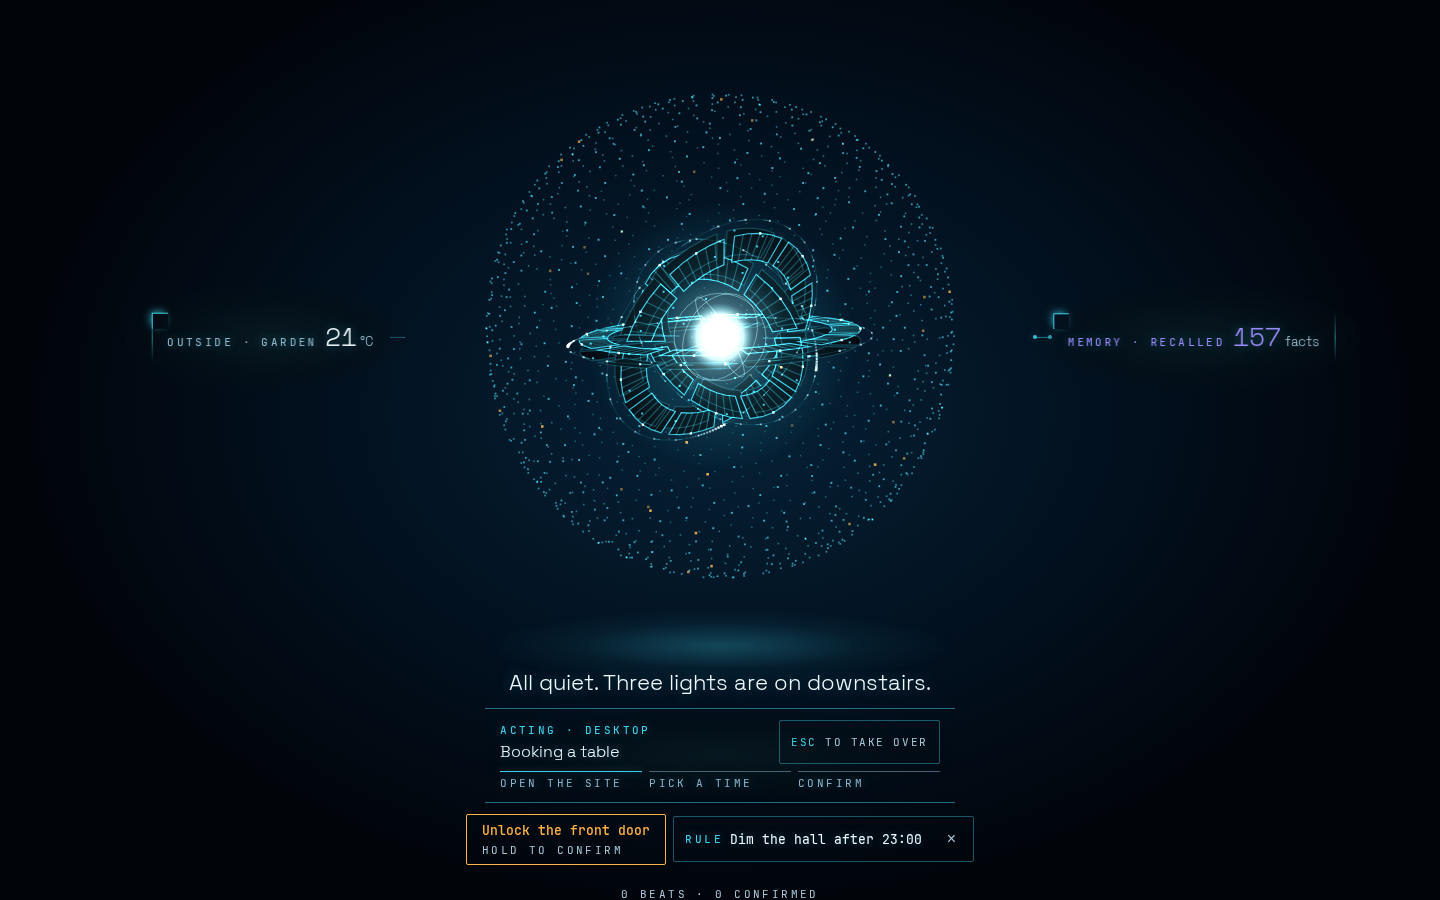 OUTSIDE · GARDEN 21 °C
MEMORY · RECALLED 157 facts
All quiet. Three lights are on downstairs.
ACTING · DESKTOP
Booking a table
ESC TO TAKE OVER
OPEN THE SITE
PICK A TIME
CONFIRM
Unlock the front door
HOLD TO CONFIRM
RULE Dim the hall after 23:00 ×
0 BEATS · 0 CONFIRMED